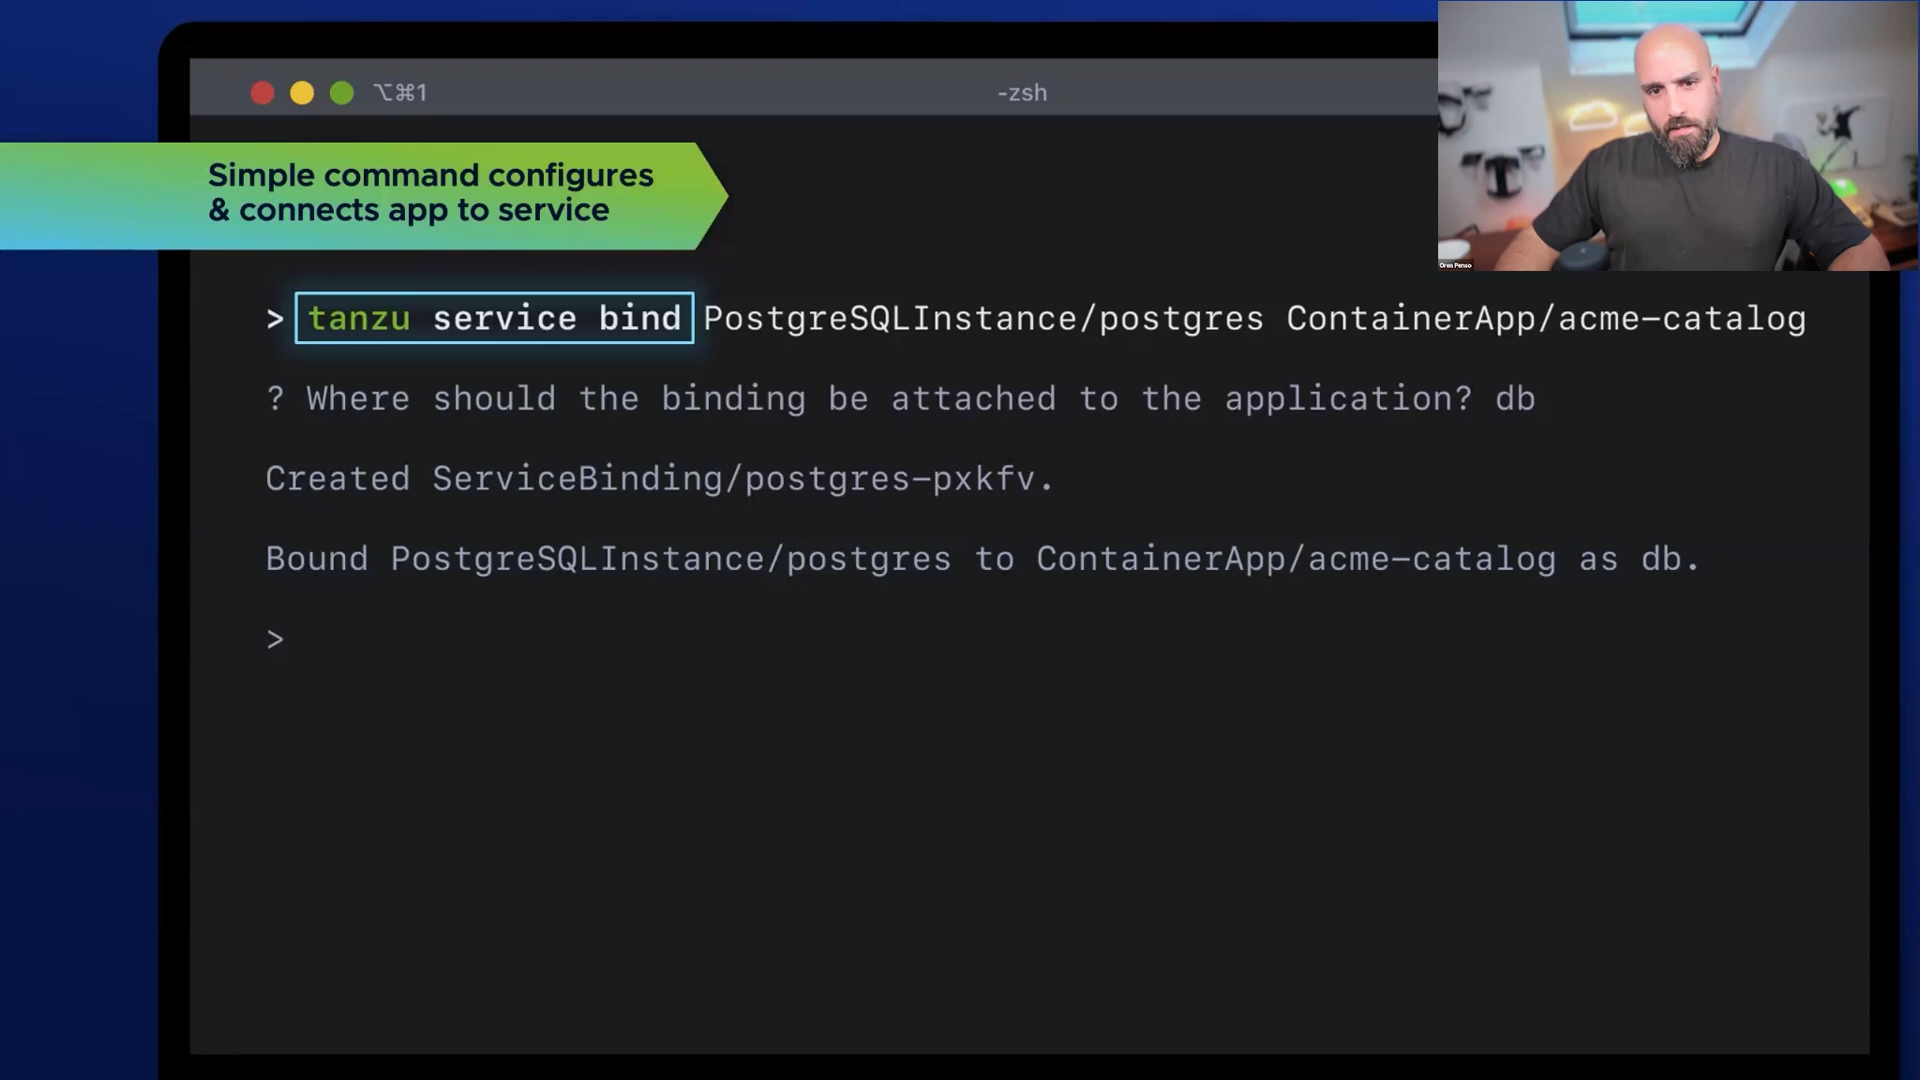 ⌥⌘1
-zsh
Simple command configures
& connects app to service
> tanzu service bind PostgreSQLInstance/postgres ContainerApp/acme-catalog
? Where should the binding be attached to the application? db
Created ServiceBinding/postgres-pxkfv.
Bound PostgreSQLInstance/postgres to ContainerApp/acme-catalog as db.
>
Oren Penso